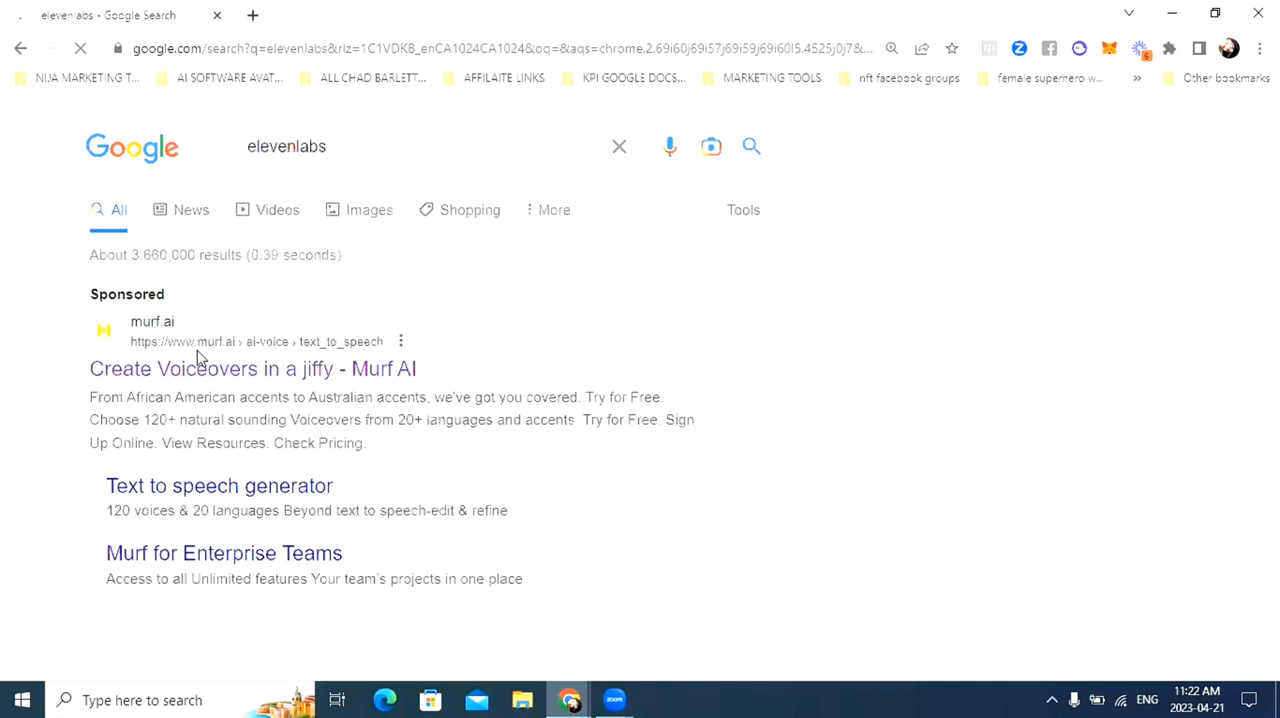 elevenlabs - Google Search
google.com/search?q=elevenlabs&rlz=1C1VDKB_enCA1024CA1024&oq=&aqs=chrome.2.69i60j69i57j69i59j69i60l5.4525j0j7&...
NIJA MARKETING T... AI SOFTWARE AVAT... ALL CHAD BARLETT... AFFILAITE LINKS KPI GOOGLE DOCS... MARKETING TOOLS nft facebook groups female superhero w... » Other bookmarks
Google elevenlabs
All News Videos Images Shopping More Tools
About 3,660,000 results (0.39 seconds)
Sponsored
murf.ai
https://www.murf.ai › ai-voice › text_to_speech
Create Voiceovers in a jiffy - Murf AI
From African American accents to Australian accents, we've got you covered. Try for Free.
Choose 120+ natural sounding Voiceovers from 20+ languages and accents. Try for Free. Sign
Up Online. View Resources. Check Pricing.
Text to speech generator
120 voices & 20 languages Beyond text to speech-edit & refine
Murf for Enterprise Teams
Access to all Unlimited features Your team's projects in one place
Type here to search zoom ENG 11:22 AM
2023-04-21